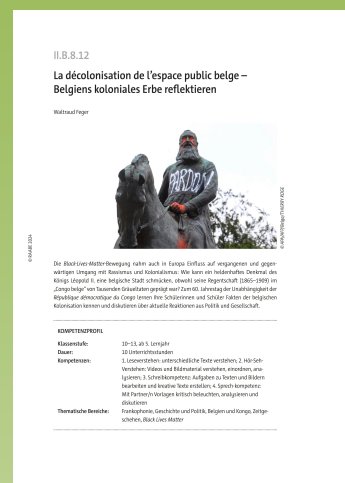 II.B.8.12
La décolonisation de l'espace public belge –
Belgiens koloniales Erbe reflektieren
Waltraud Feger
PARDON
© RAABE 2024
Die Black-Lives-Matter-Bewegung nahm auch in Europa Einfluss auf vergangenen und gegen-
wärtigen Umgang mit Rassismus und Kolonialismus: Wie kann ein heldenhaftes Denkmal des
Königs Léopold II. eine belgische Stadt schmücken, obwohl seine Regentschaft (1865–1909) im
„Congo belge“ von Tausenden Gräueltaten geprägt war? Zum 60. Jahrestag der Unabhängigkeit der
République démocratique du Congo lernen Ihre Schülerinnen und Schüler Fakten der belgischen
Kolonisation kennen und diskutieren über aktuelle Reaktionen aus Politik und Gesellschaft.
KOMPETENZPROFIL
Klassenstufe: 10–13, ab 5. Lernjahr
Dauer: 10 Unterrichtsstunden
Kompetenzen: 1. Leseverstehen: unterschiedliche Texte verstehen; 2. Hör-Seh-
Verstehen: Videos und Bildmaterial verstehen, einordnen, ana-
lysieren; 3. Schreibkompetenz: Aufgaben zu Texten und Bildern
bearbeiten und kreative Texte erstellen; 4. Sprech-kompetenz:
Mit Partner/n Vorlagen kritisch beleuchten, analysieren und
diskutieren
Thematische Bereiche: Frankophonie, Geschichte und Politik, Belgien und Kongo, Zeitge-
schehen, Black Lives Matter